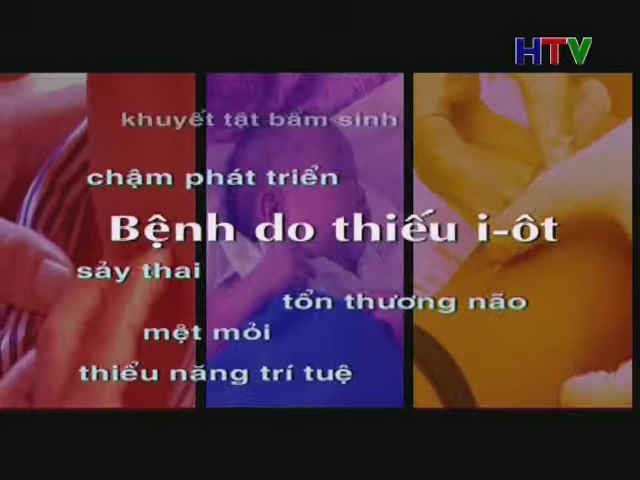 HTV
khuyết tật bẩm sinh
chậm phát triển
Bệnh do thiếu i-ôt
sảy thai
tổn thương não
mệt mỏi
thiểu năng trí tuệ